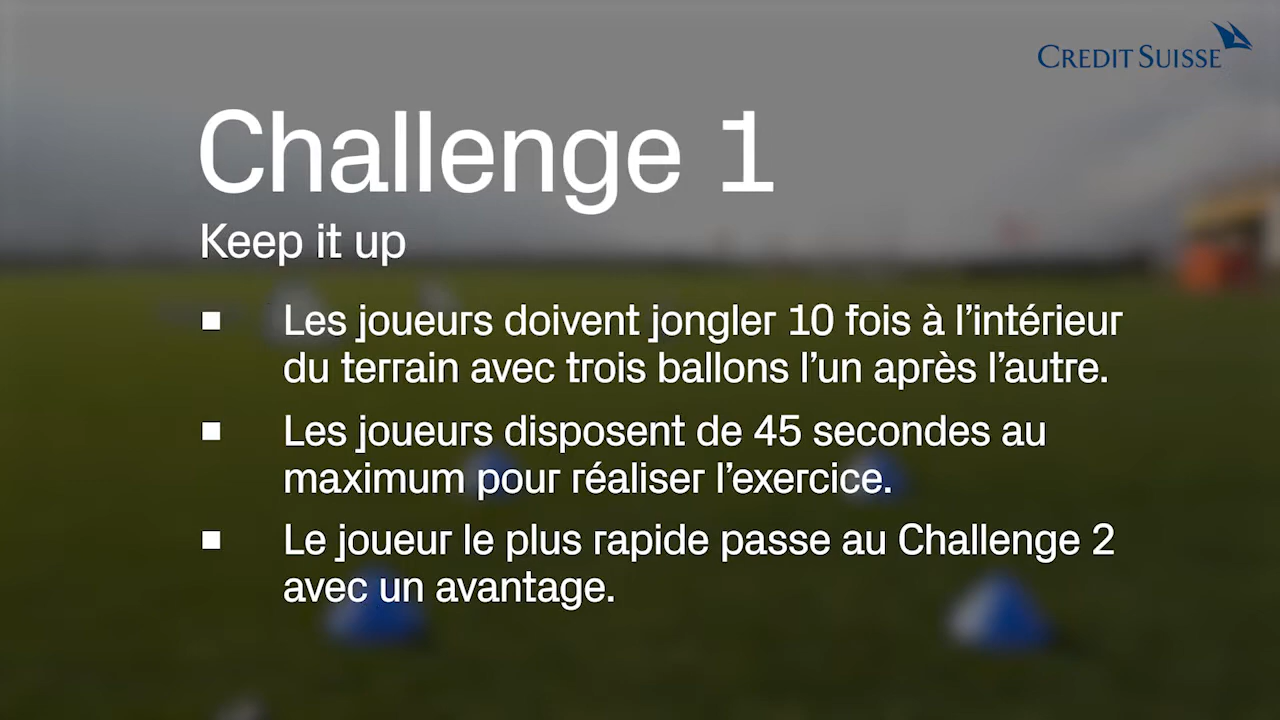 CREDIT SUISSE
Challenge 1
Keep it up
▪ Les joueurs doivent jongler 10 fois à l’intérieur
du terrain avec trois ballons l’un après l’autre.
▪ Les joueurs disposent de 45 secondes au
maximum pour réaliser l’exercice.
▪ Le joueur le plus rapide passe au Challenge 2
avec un avantage.